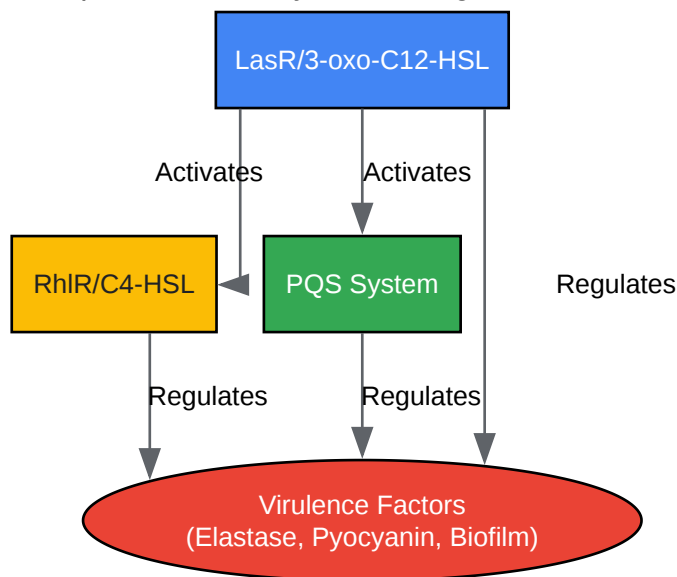 LasR/3-oxo-C12-HSL
Activates
Activates
RhlR/C4-HSL
PQS System
Regulates
Regulates
Regulates
Virulence Factors
(Elastase, Pyocyanin, Biofilm)